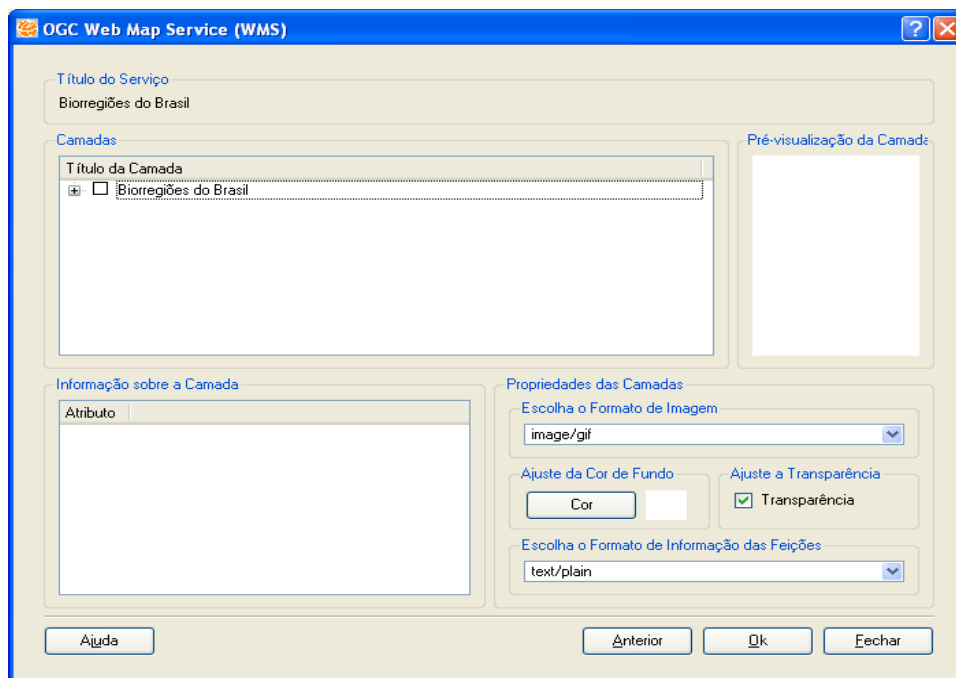 OGC Web Map Service (WMS)
Título do Serviço
Biorregiões do Brasil
Camadas
Título da Camada
Biorregiões do Brasil
Pré-visualização da Camada
Informação sobre a Camada
Atributo
Propriedades das Camadas
Escolha o Formato de Imagem
image/gif
Ajuste da Cor de Fundo
Cor
Ajuste a Transparência
Transparência
Escolha o Formato de Informação das Feições
text/plain
Ajuda
Anterior
Ok
Fechar